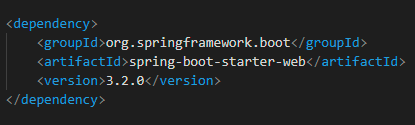 <dependency>
<groupId>org.springframework.boot</groupId>
<artifactId>spring-boot-starter-web</artifactId>
<version>3.2.0</version>
</dependency>